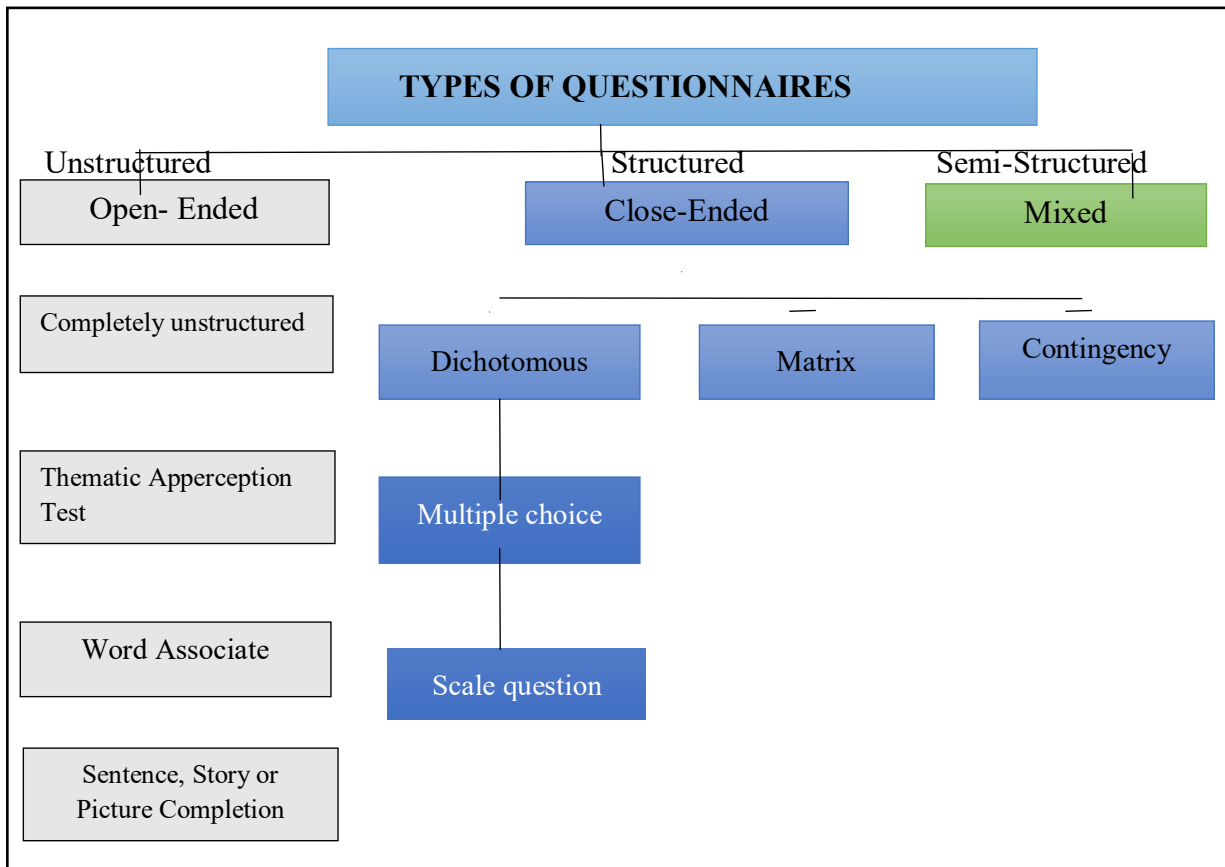 TYPES OF QUESTIONNAIRES
Unstructured
Structured
Semi-Structured
Open- Ended
Close-Ended
Mixed
Completely unstructured
Dichotomous
Matrix
Contingency
Thematic Apperception
Test
Multiple choice
Word Associate
Scale question
Sentence, Story or
Picture Completion